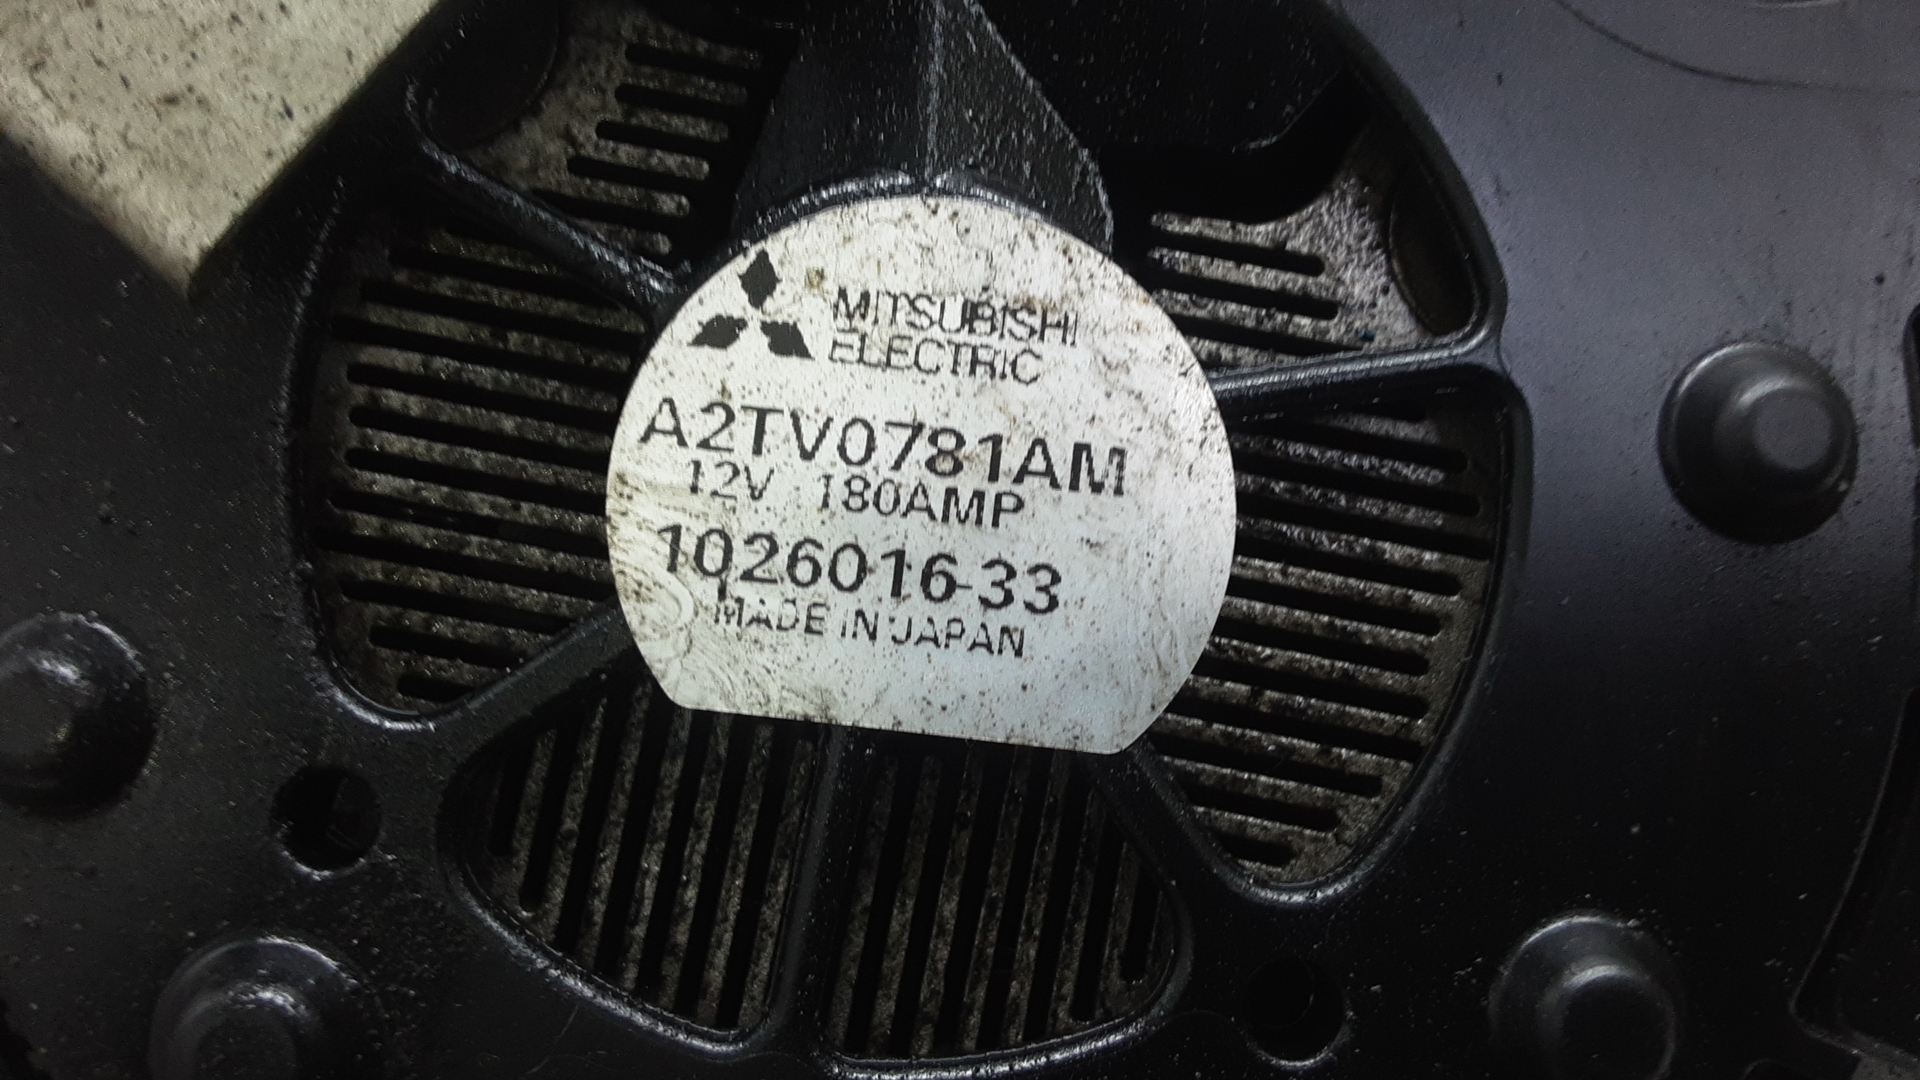 MITSUBISHI
ELECTRIC
A2TV0781AM
12V 180AMP
1026016-33
MADE IN JAPAN